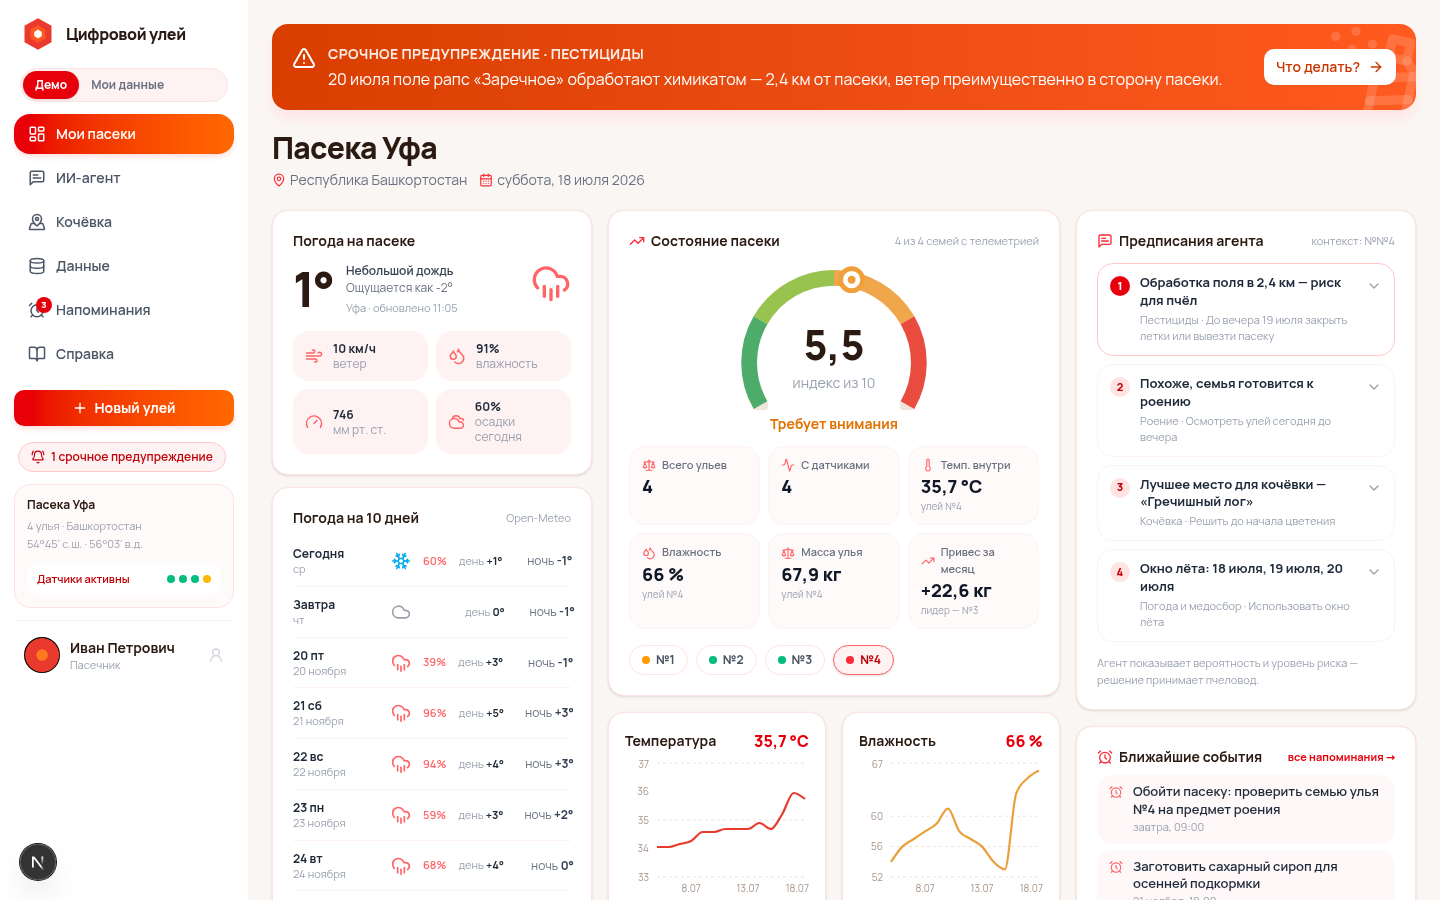 Цифровой улей
Демо
Мои данные
Мои пасеки
ИИ-агент
Кочёвка
Данные
3
Напоминания
Справка
+ Новый улей
1 срочное предупреждение
Пасека Уфа
4 улья · Башкортостан
54°45' с.ш. · 56°03' в.д.
Датчики активны
Иван Петрович
Пасечник
N
СРОЧНОЕ ПРЕДУПРЕЖДЕНИЕ · ПЕСТИЦИДЫ
20 июля поле рапс «Заречное» обработают химикатом — 2,4 км от пасеки, ветер преимущественно в сторону пасеки.
Что делать? →
Пасека Уфа
Республика Башкортостан
суббота, 18 июля 2026
Погода на пасеке
1°
Небольшой дождь
Ощущается как -2°
Уфа · обновлено 11:05
10 км/ч
ветер
91%
влажность
746
мм рт. ст.
60%
осадки
сегодня
Погода на 10 дней
Open-Meteo
Сегодня
ср
60% день +1° ночь -1°
Завтра
чт
день 0° ночь -1°
20 пт
20 ноября
39% день +3° ночь -1°
21 сб
21 ноября
96% день +5° ночь +3°
22 вс
22 ноября
94% день +4° ночь +3°
23 пн
23 ноября
59% день +3° ночь +2°
24 вт
24 ноября
68% день +4° ночь 0°
Состояние пасеки
4 из 4 семей с телеметрией
5,5
индекс из 10
Требует внимания
Всего ульев
4
С датчиками
4
Темп. внутри
35,7 °C
улей №4
Влажность
66 %
улей №4
Масса улья
67,9 кг
улей №4
Привес за
месяц
+22,6 кг
лидер — №3
№1
№2
№3
№4
Температура
35,7 °C
37
36
35
34
33
8.07 13.07 18.07
Влажность
66 %
67
60
56
52
8.07 13.07 18.07
Предписания агента
контекст: №№4
1
Обработка поля в 2,4 км — риск
для пчёл
Пестициды · До вечера 19 июля закрыть
летки или вывезти пасеку
2
Похоже, семья готовится к
роению
Роение · Осмотреть улей сегодня до
вечера
3
Лучшее место для кочёвки —
«Гречишный лог»
Кочёвка · Решить до начала цветения
4
Окно лёта: 18 июля, 19 июля, 20
июля
Погода и медосбор · Использовать окно
лёта
Агент показывает вероятность и уровень риска —
решение принимает пчеловод.
Ближайшие события
все напоминания →
Обойти пасеку: проверить семью улья
№4 на предмет роения
завтра, 09:00
Заготовить сахарный сироп для
осенней подкормки